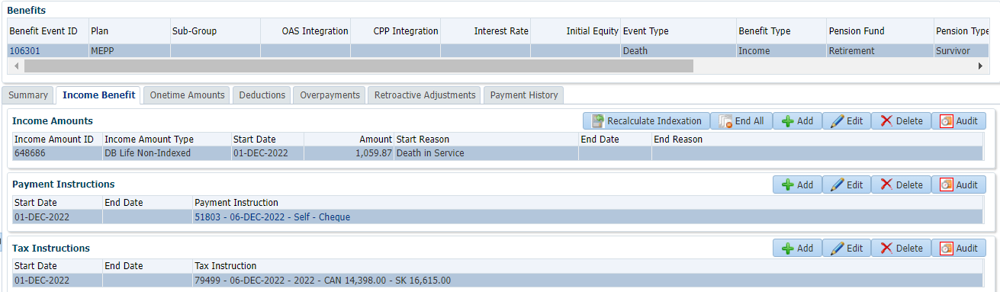 Benefits
Benefit Event ID Plan Sub-Group OAS Integration CPP Integration Interest Rate Initial Equity Event Type Benefit Type Pension Fund Pension Type
106301 MEPP Death Income Retirement Survivor
Summary Income Benefit Onetime Amounts Deductions Overpayments Retroactive Adjustments Payment History
Income Amounts Recalculate Indexation End All Add Edit Delete Audit
Income Amount ID Income Amount Type Start Date Amount Start Reason End Date End Reason
648686 DB Life Non-Indexed 01-DEC-2022 1,059.87 Death in Service
Payment Instructions Add Edit Delete Audit
Start Date End Date Payment Instruction
01-DEC-2022 51803 - 06-DEC-2022 - Self - Cheque
Tax Instructions Add Edit Delete Audit
Start Date End Date Tax Instruction
01-DEC-2022 79499 - 06-DEC-2022 - 2022 - CAN 14,398.00 - SK 16,615.00